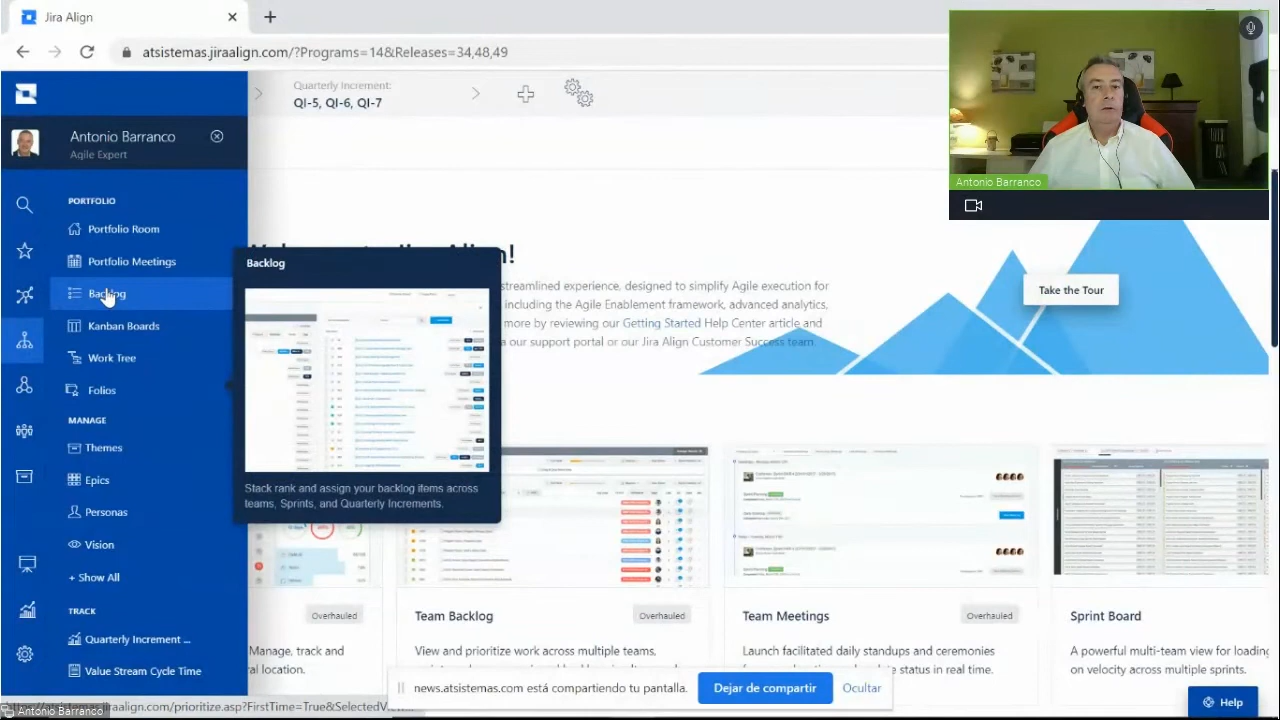 Jira Align
atsistemas.jiraalign.com/?Programs=14&Releases=34,48,49
Quarterly Increment:
QI-5, QI-6, QI-7
Antonio Barranco
Agile Expert
Antonio Barranco
PORTFOLIO
Portfolio Room
Portfolio Meetings
Backlog
Kanban Boards
Work Tree
Folios
MANAGE
Themes
Epics
Personas
Vision
+ Show All
TRACK
Quarterly Increment ...
Value Stream Cycle Time
Backlog
Stack rank and assign your backlog items across
teams, Sprints, and Quarterly Increments.
Align!
streamlined experience, designed to simplify Agile execution for
including the Agile Enablement framework, advanced analytics,
more by reviewing our Getting Started Help Center article and
our support portal or our Jira Align Customer Success team.
Take the Tour
Overhauled
Manage, track and
location.
Team Backlog
Overhauled
View and prioritize work across multiple teams,
Team Meetings
Overhauled
Launch facilitated daily standups and ceremonies
status in real time.
Sprint Board
A powerful multi-team view for loading
on velocity across multiple sprints.
news.atsistemas.com está compartiendo tu pantalla.
Dejar de compartir
Ocultar
Help
Antonio Barranco